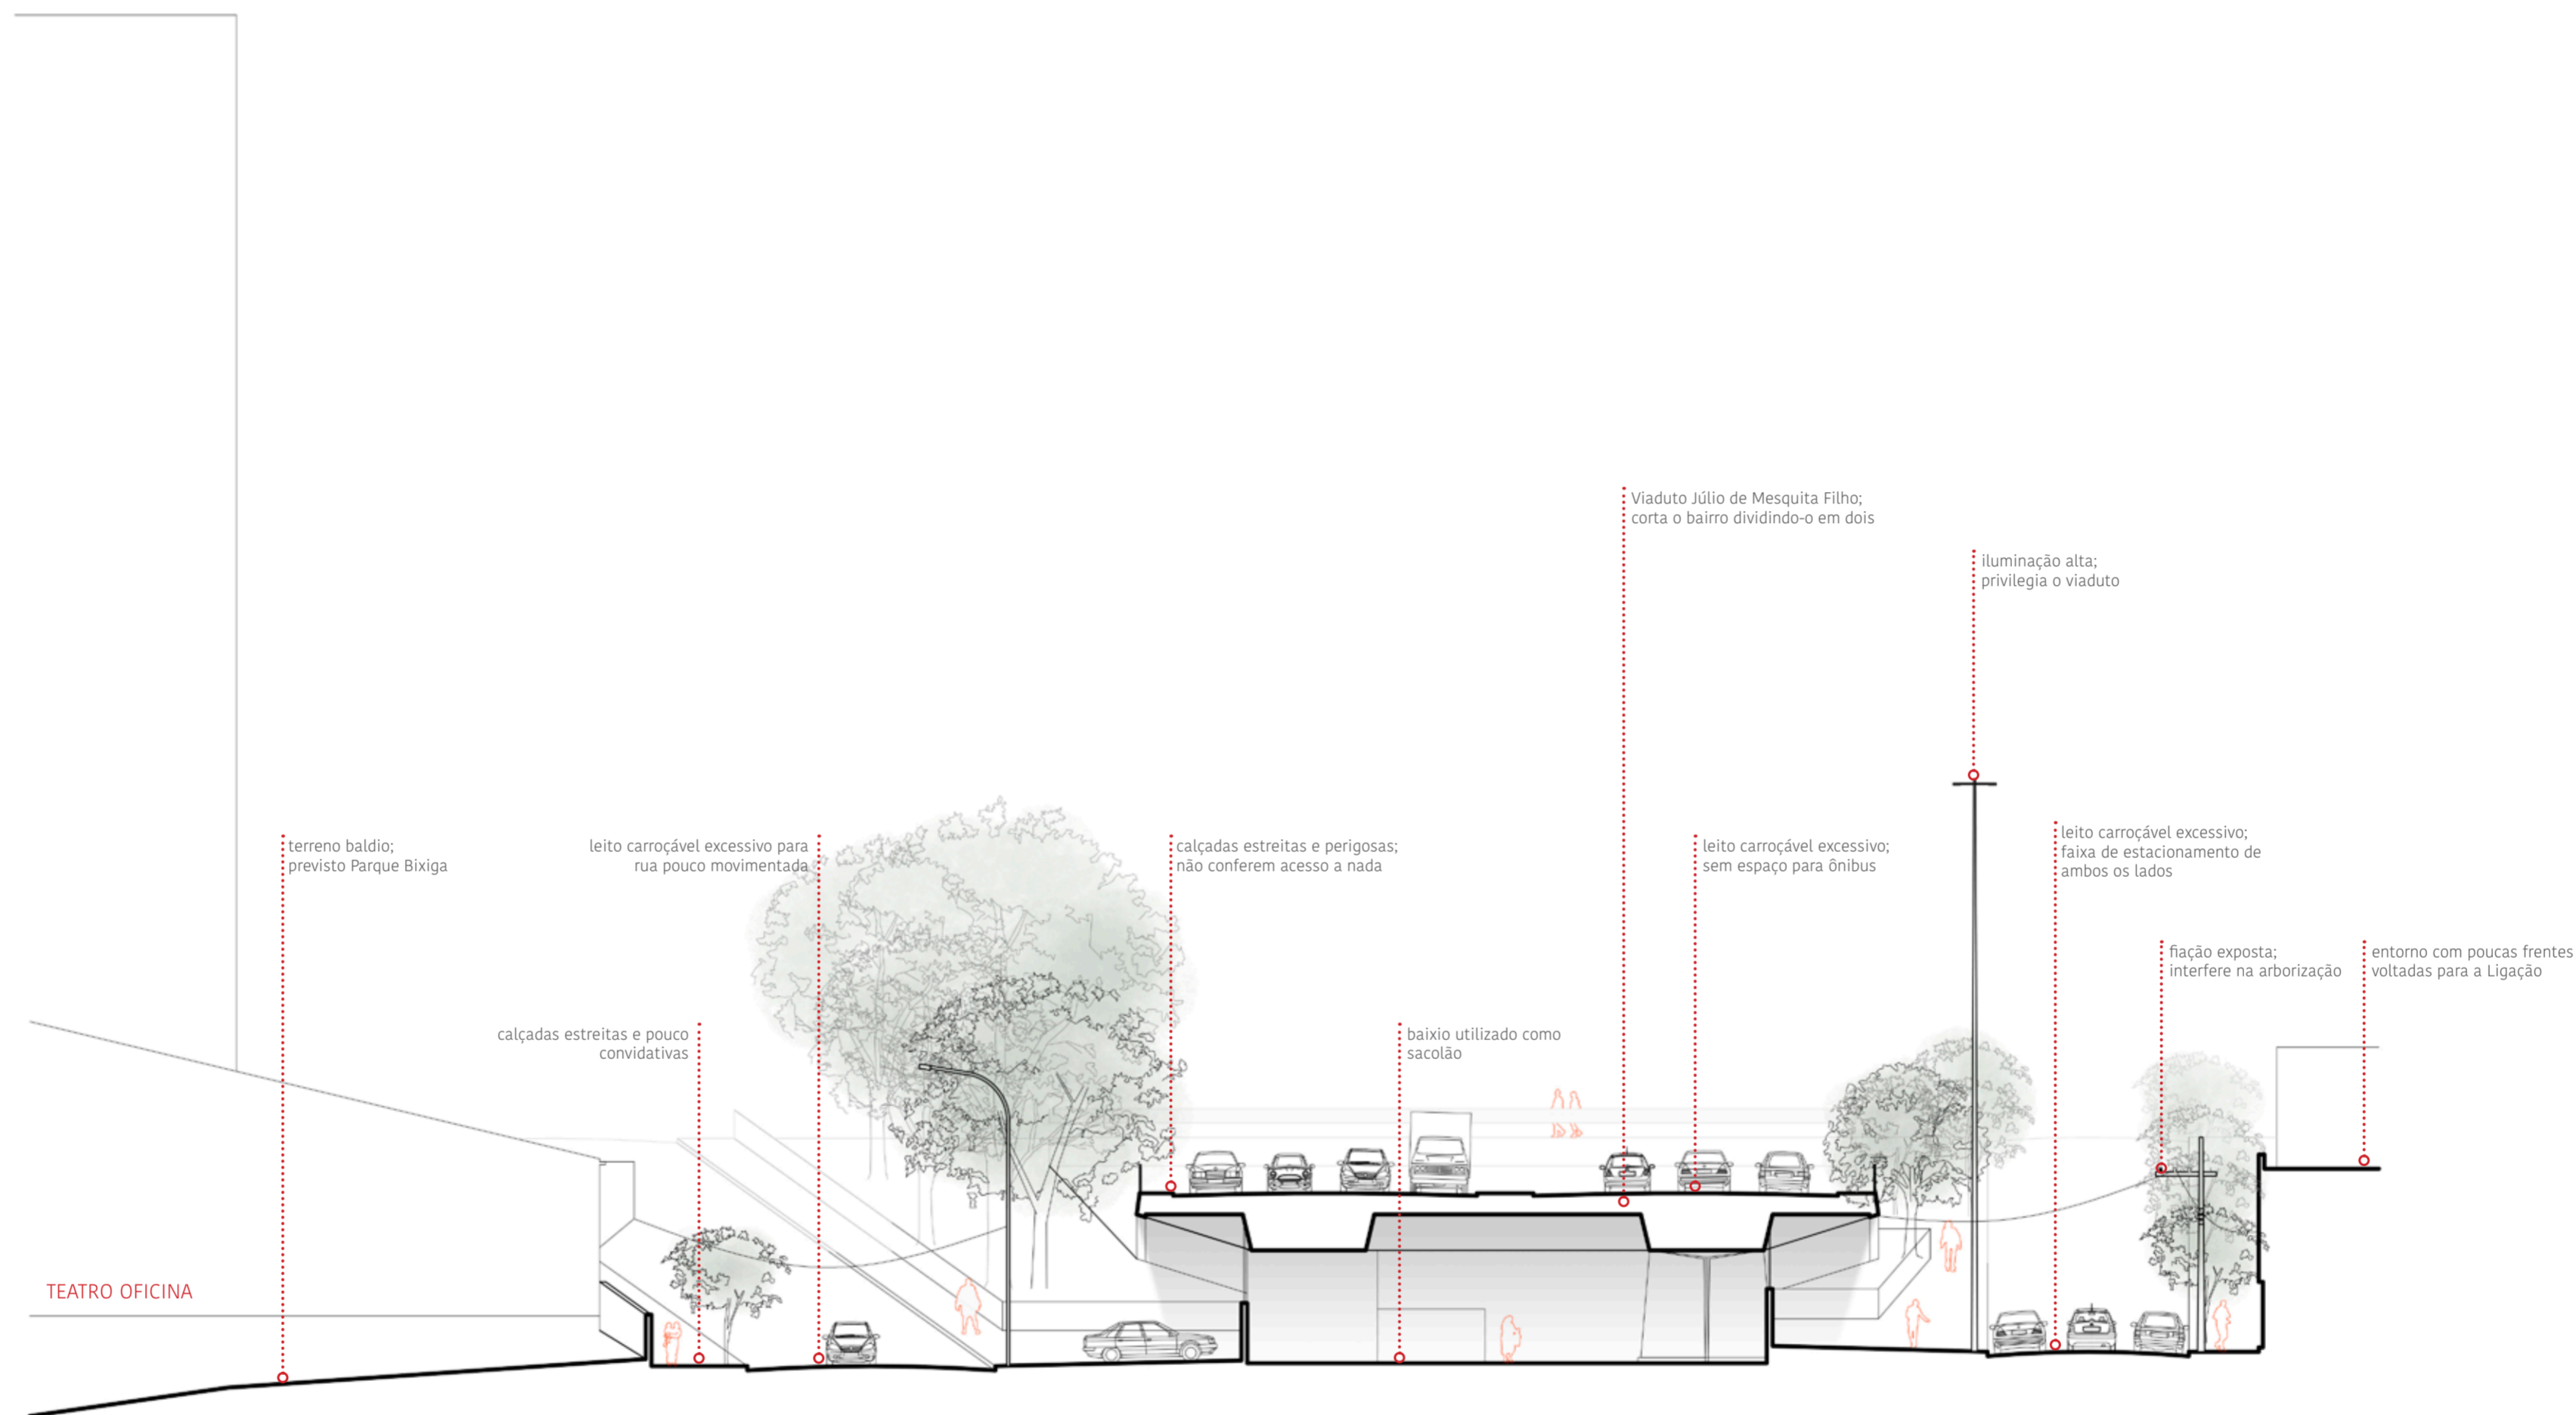 Viaduto Júlio de Mesquita Filho;
corta o bairro dividindo-o em dois
iluminação alta;
privilegia o viaduto
terreno baldio;
previsto Parque Bixiga
leito carroçável excessivo para
rua pouco movimentada
calçadas estreitas e perigosas;
não conferem acesso a nada
leito carroçável excessivo;
sem espaço para ônibus
leito carroçável excessivo;
faixa de estacionamento de
ambos os lados
fiação exposta;
interfere na arborização
entorno com poucas frentes
voltadas para a Ligação
calçadas estreitas e pouco
convidativas
baixio utilizado como
sacolão
TEATRO OFICINA